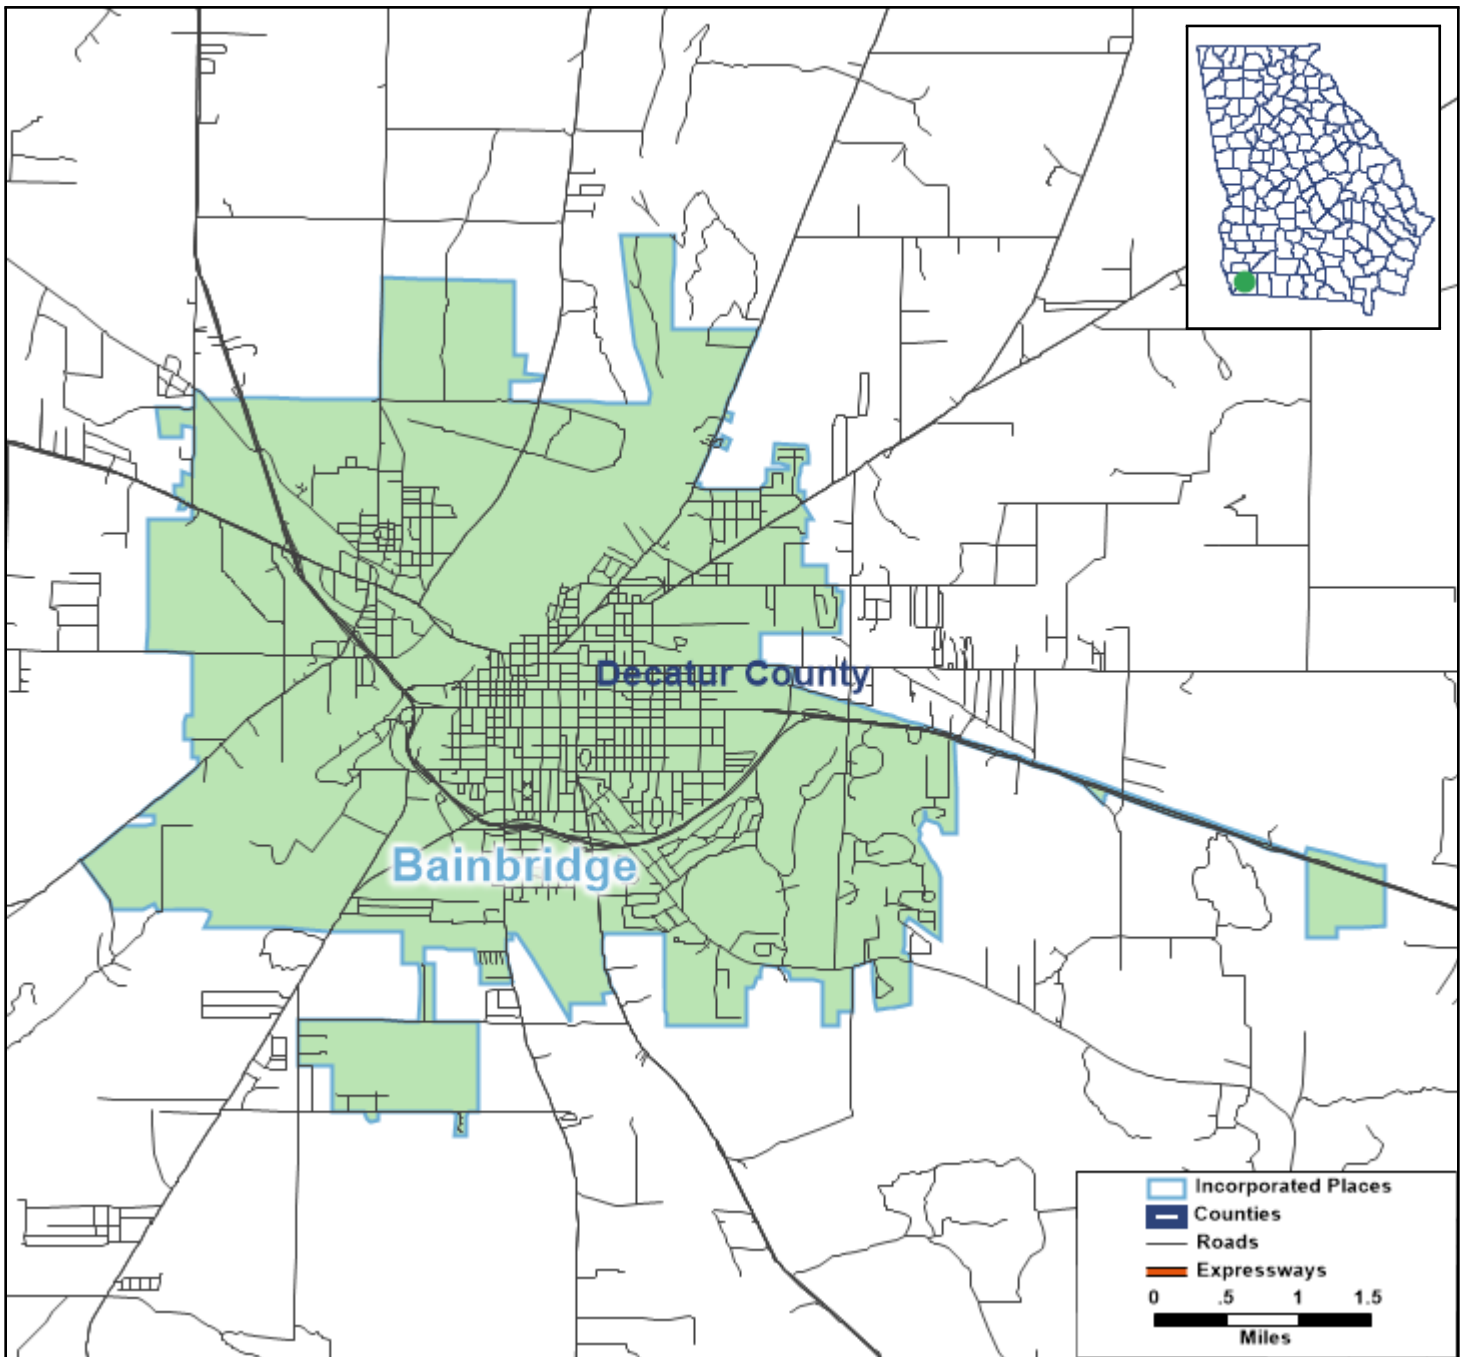 Decatur County
Bainbridge
Incorporated Places
Counties
Roads
Expressways
0 .5 1 1.5
Miles